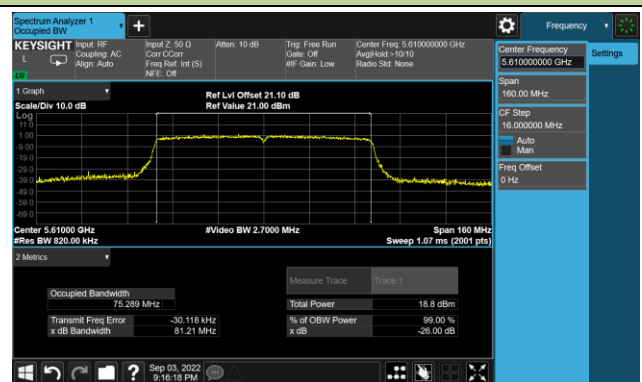 Spectrum Analyzer 1
Occupied BW
Frequency
KEYSIGHT
L
Input: RF
Coupling: AC
Align: Auto
Input Z: 50 Ω
Corr CCorr
Freq Ref: Int (S)
NFE: Off
Atten: 10 dB
Trig: Free Run
Gate: Off
#IF Gain: Low
Center Freq: 5.610000000 GHz
Avg|Hold:>10/10
Radio Std: None
Center Frequency
5.610000000 GHz
Settings
Span
160.00 MHz
CF Step
16.000000 MHz
Auto
Man
Freq Offset
0 Hz
1 Graph
Scale/Div 10.0 dB
Ref Lvl Offset 21.10 dB
Ref Value 21.00 dBm
Log
11.0
1.00
-9.00
-19.0
-29.0
-39.0
-49.0
-59.0
-69.0
Center 5.61000 GHz
#Res BW 820.00 kHz
#Video BW 2.7000 MHz
Span 160 MHz
Sweep 1.07 ms (2001 pts)
2 Metrics
Measure Trace
Trace 1
Occupied Bandwidth
75.289 MHz
Total Power
18.8 dBm
Transmit Freq Error
-30.118 kHz
% of OBW Power
99.00 %
x dB Bandwidth
81.21 MHz
x dB
-26.00 dB
?
Sep 03, 2022
9:16:18 PM